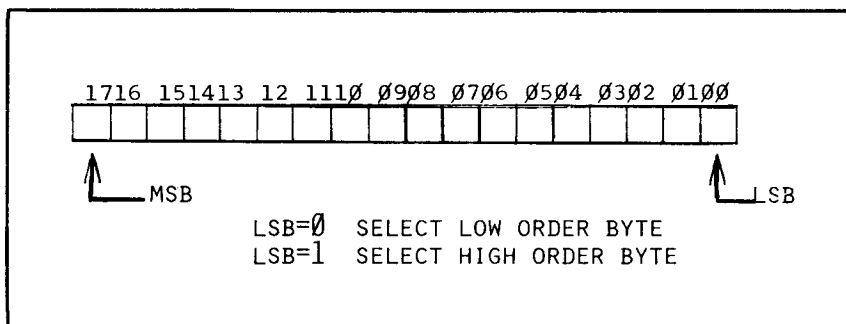 1716 151413 12 111Ø Ø9Ø8 Ø7Ø6 Ø5Ø4 Ø3Ø2 Ø1ØØ
MSB LSB
LSB=Ø SELECT LOW ORDER BYTE
LSB=1 SELECT HIGH ORDER BYTE